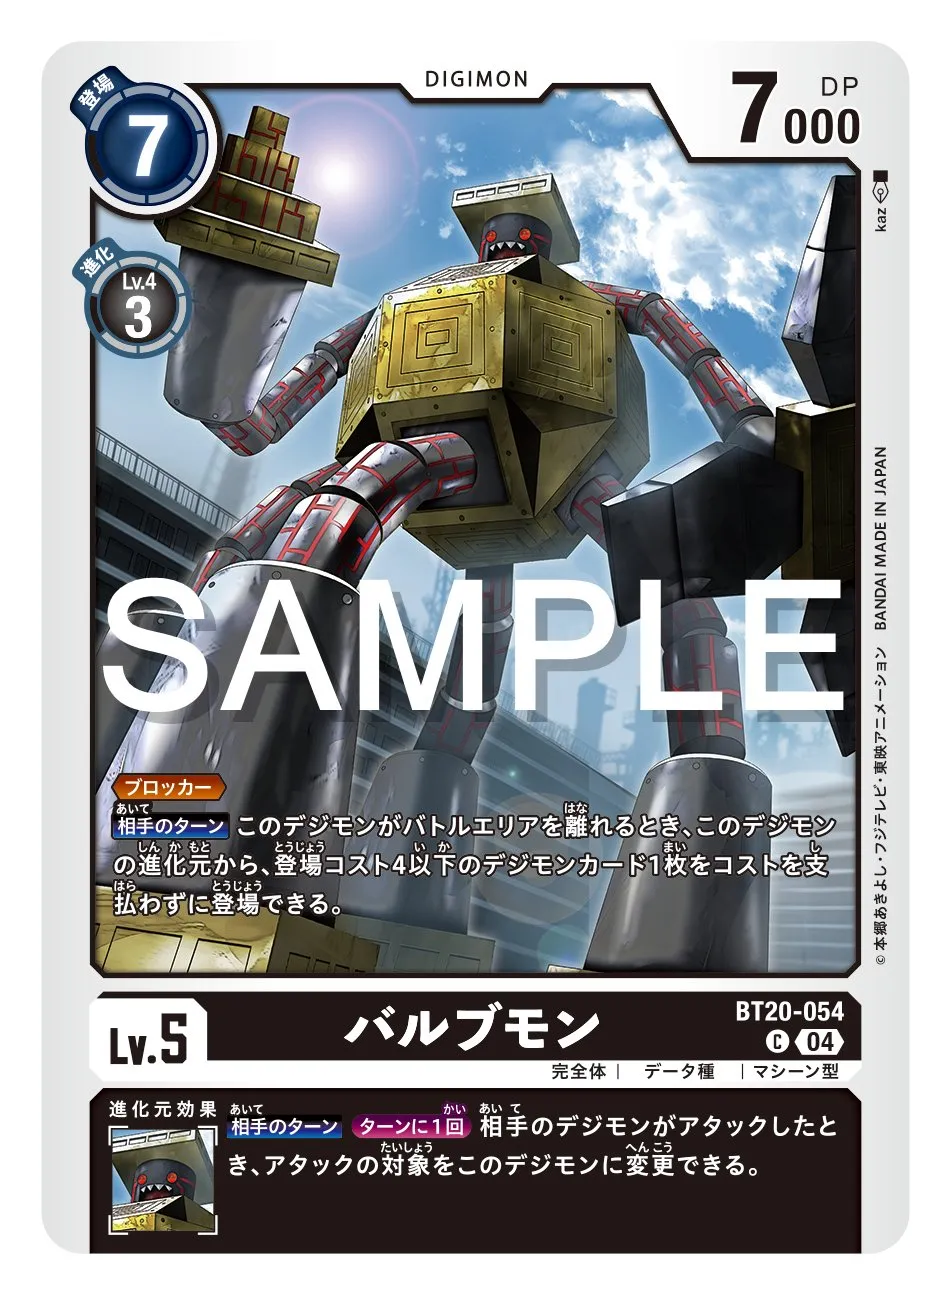 DIGIMON
登場
7
7000
DP
進化
Lv.4
3
kaz
BANDAI MADE IN JAPAN
©本郷あきよし・フジテレビ・東映アニメーション
SAMPLE
ブロッカー
相手のターン このデジモンがバトルエリアを離れるとき、このデジモン
の進化元から、登場コスト4以下のデジモンカード1枚をコストを支
払わずに登場できる。
Lv.5
バルブモン
BT20-054
C 04
完全体 | データ種 | マシーン型
進化元効果
相手のターン ターンに1回 相手のデジモンがアタックしたと
き、アタックの対象をこのデジモンに変更できる。